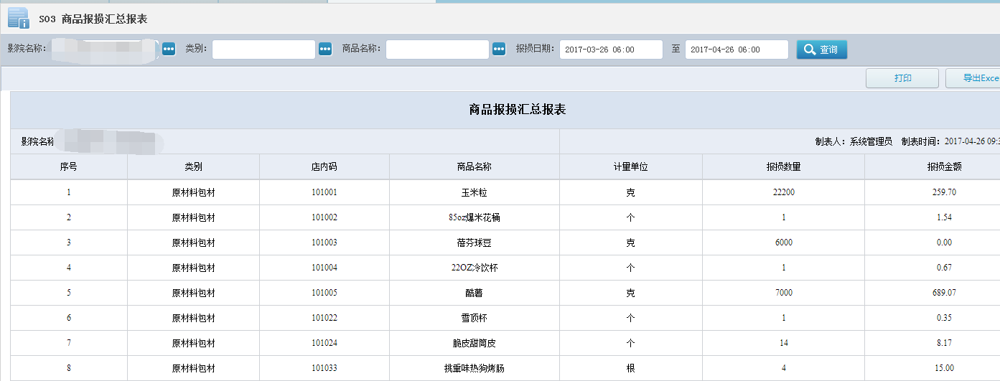 S03 商品报损汇总报表
影院名称: 类别: 商品名称: 报损日期: 2017-03-26 06:00 至 2017-04-26 06:00 查询
打印 导出Exce
商品报损汇总报表
影院名称 制表人：系统管理员 制表时间：2017-04-26 09:3
序号 类别 店内码 商品名称 计量单位 报损数量 报损金额
1 原材料包材 101001 玉米粒 克 22200 259.70
2 原材料包材 101002 85oz爆米花桶 个 1 1.54
3 原材料包材 101003 蓓芬球豆 克 6000 0.00
4 原材料包材 101004 22OZ冷饮杯 个 1 0.67
5 原材料包材 101005 酷薯 克 7000 689.07
6 原材料包材 101022 雪顶杯 个 1 0.35
7 原材料包材 101024 脆皮甜筒皮 个 14 8.17
8 原材料包材 101033 挑重味热狗烤肠 根 4 15.00